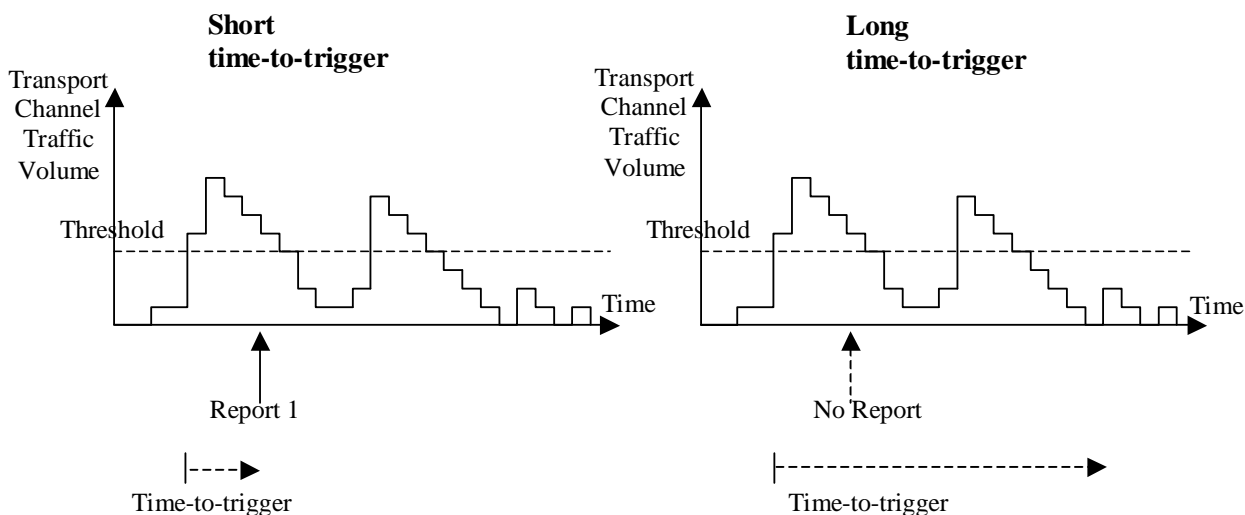 Short
time-to-trigger
Transport
Channel
Traffic
Volume
Threshold
Time
Report 1
Time-to-trigger
Long
time-to-trigger
Transport
Channel
Traffic
Volume
Threshold
Time
No Report
Time-to-trigger